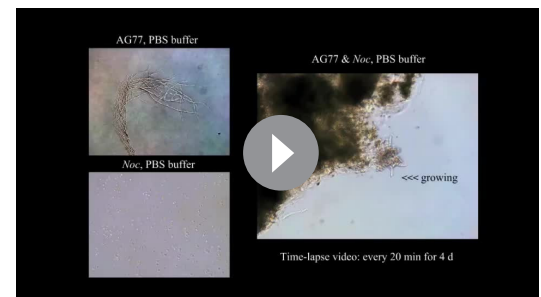 AG77, PBS buffer
Noc, PBS buffer
AG77 & Noc, PBS buffer
<<< growing
Time-lapse video: every 20 min for 4 d